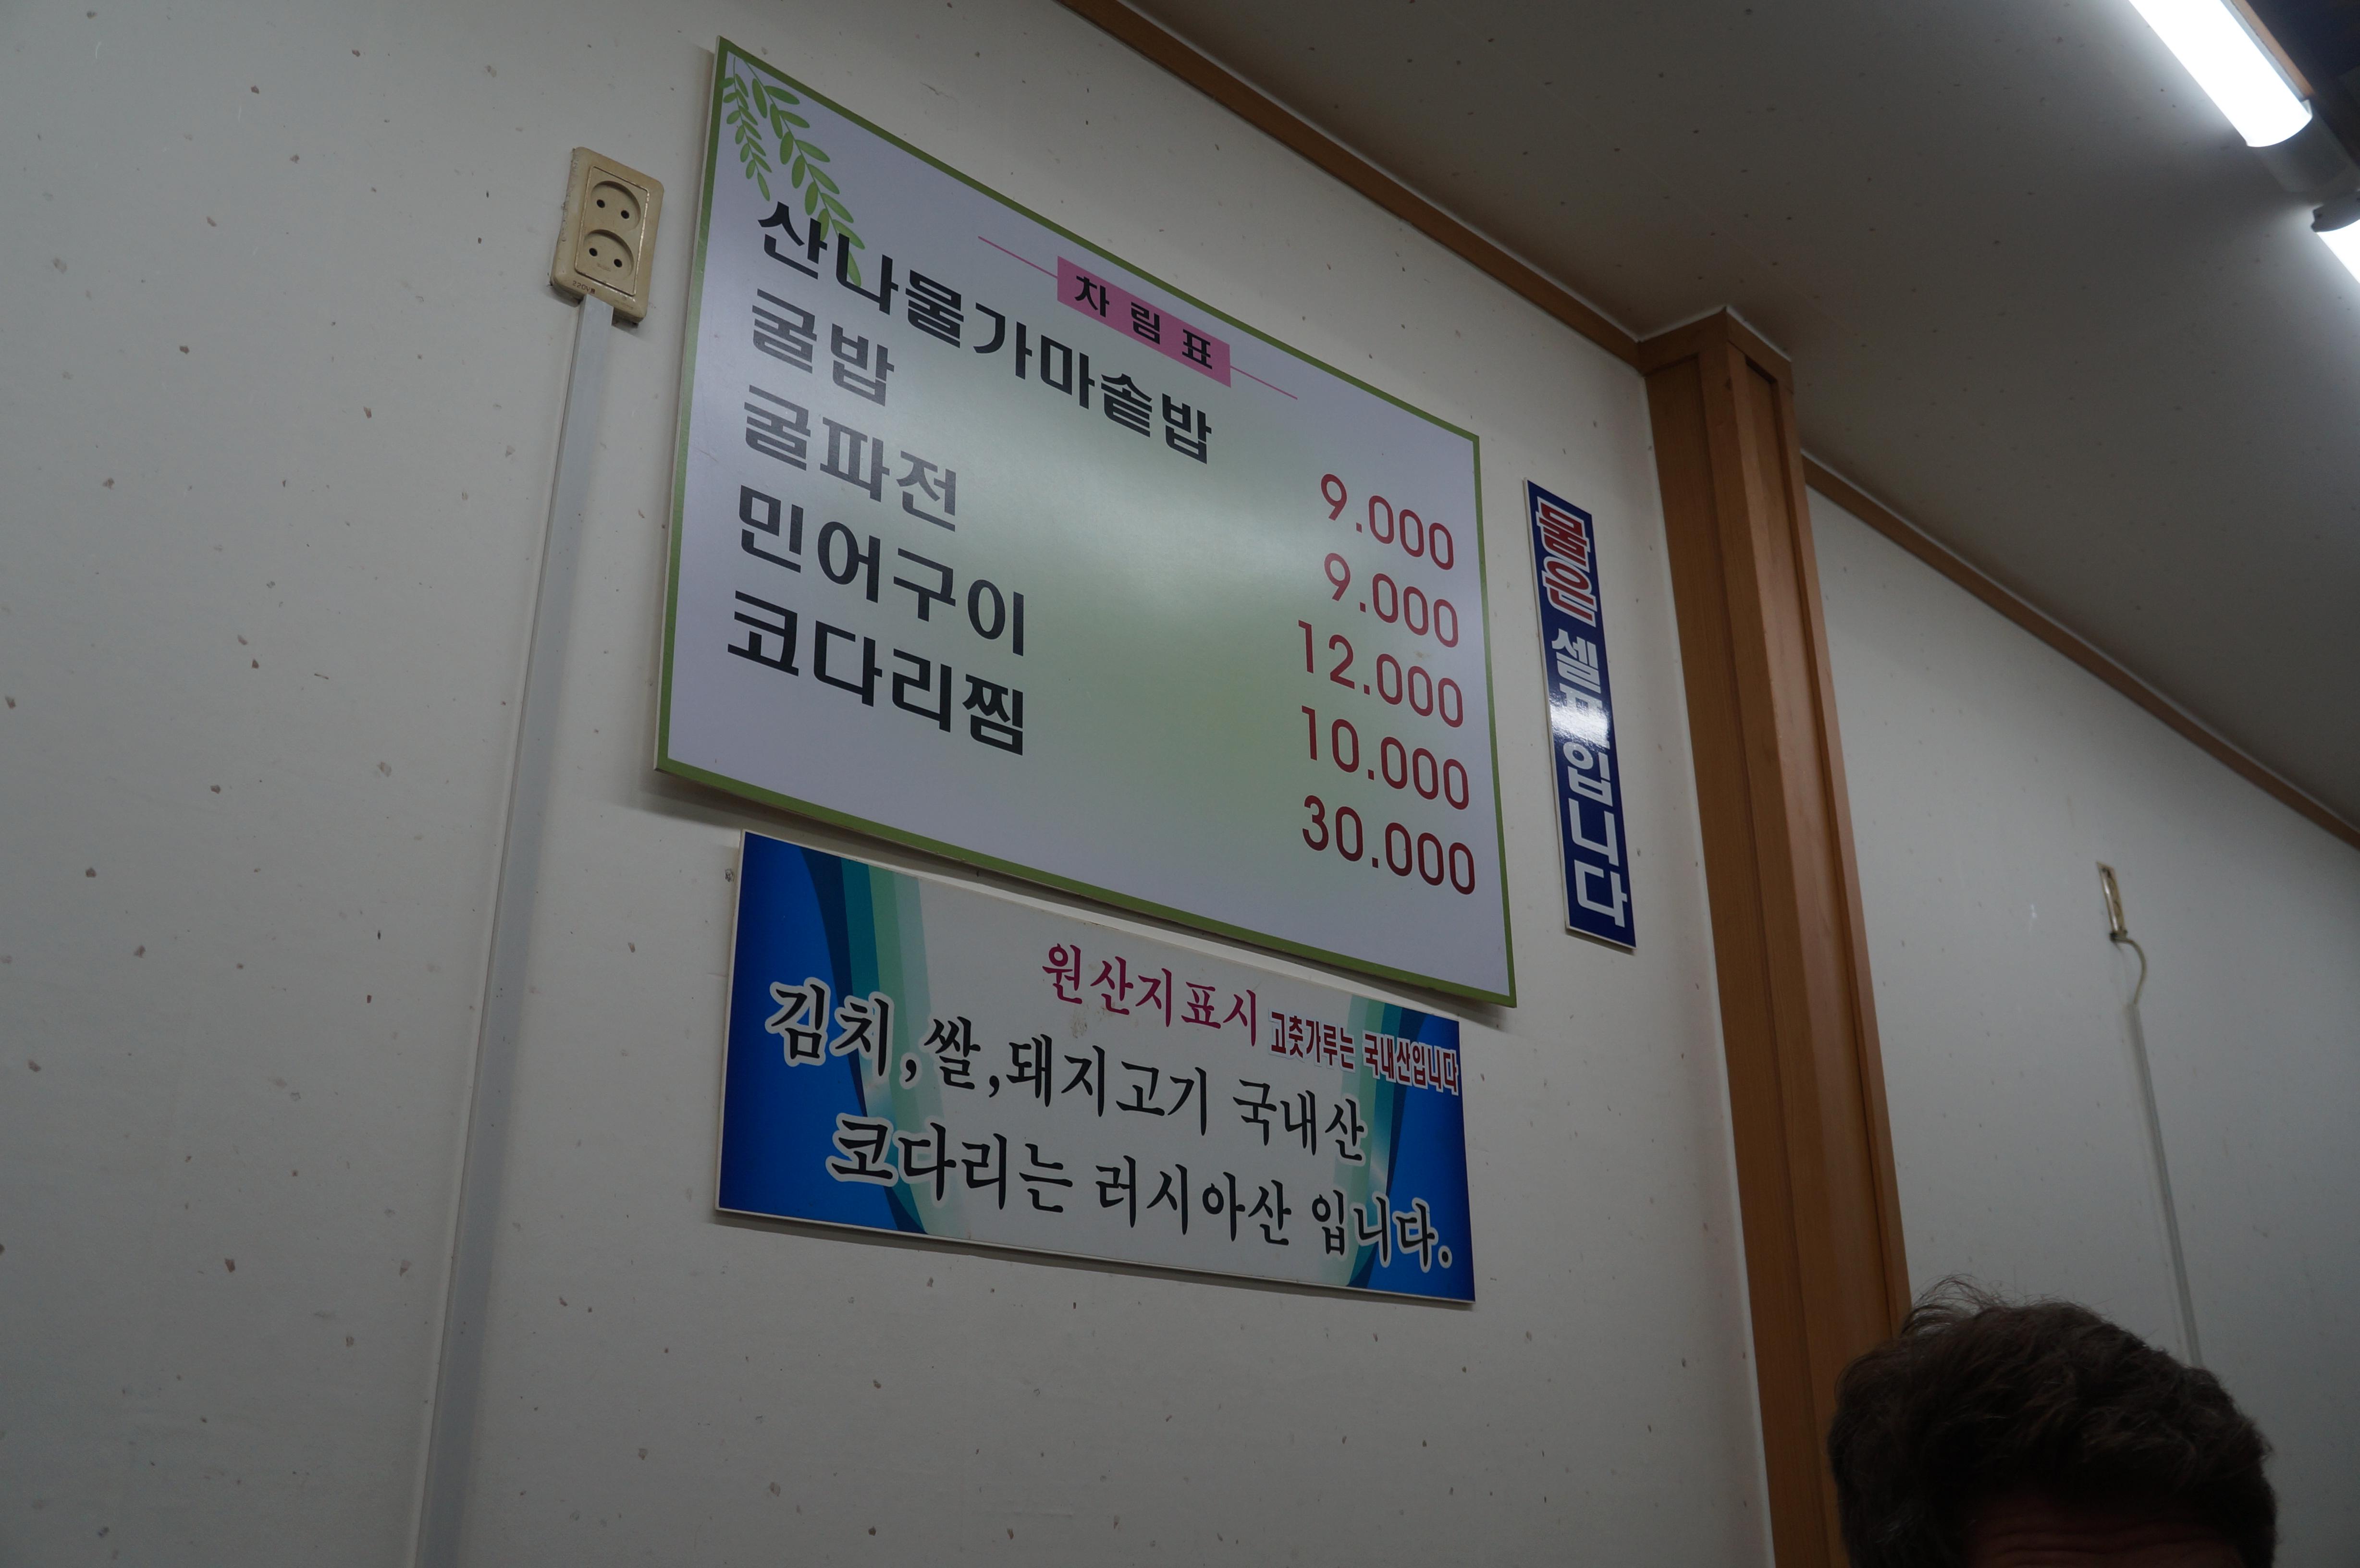 차림표
산나물가마솥밥 9.000
굴밥 9.000
굴파전 12.000
민어구이 10.000
코다리찜 30.000
물은 셀프입니다
원산지표시 고춧가루는 국내산입니다
김치,쌀,돼지고기 국내산
코다리는 러시아산 입니다.